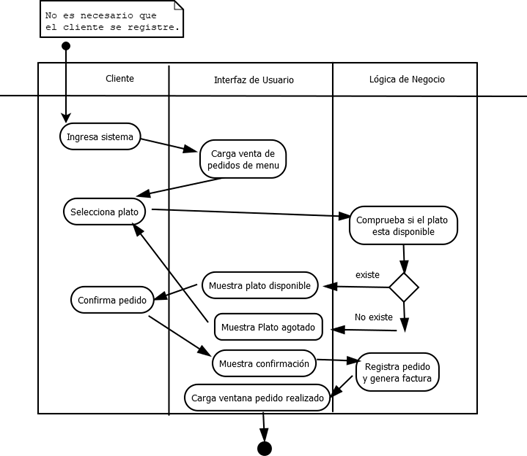 No es necesario que
el cliente se registre.
Cliente
Interfaz de Usuario
Lógica de Negocio
Ingresa sistema
Carga venta de
pedidos de menu
Selecciona plato
Comprueba si el plato
esta disponible
existe
Muestra plato disponible
Confirma pedido
No existe
Muestra Plato agotado
Muestra confirmación
Registra pedido
y genera factura
Carga ventana pedido realizado